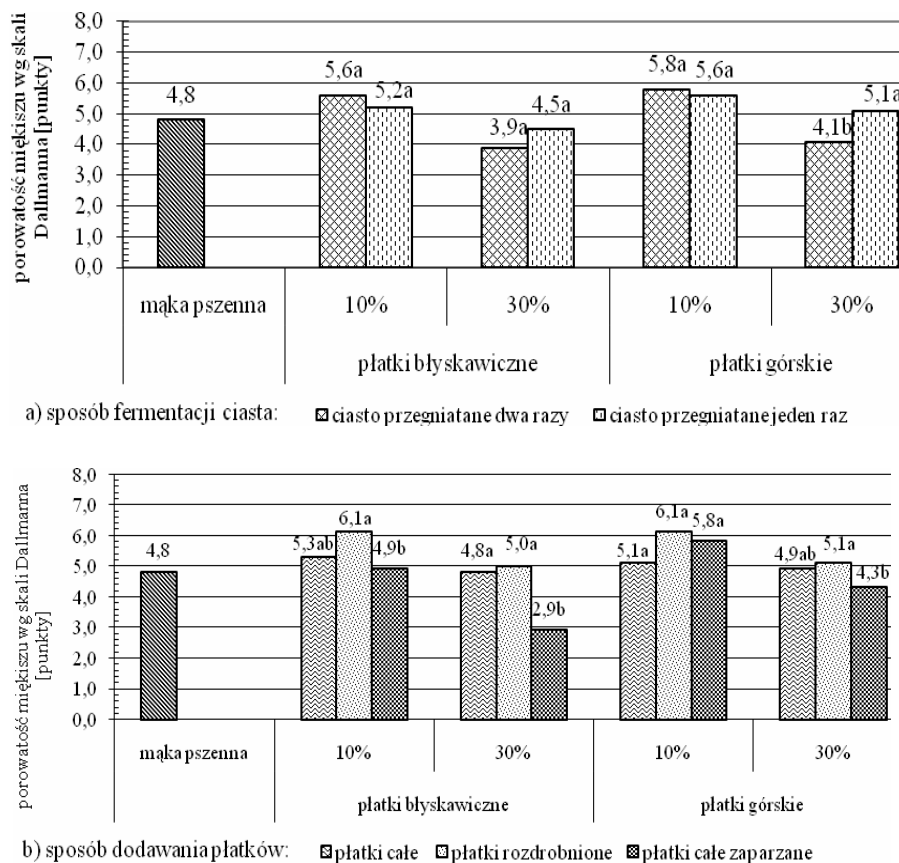 porowatość miękiszu wg skali
Dallmanna [punkty]
8,0
7,0
6,0
5,0
4,0
3,0
2,0
1,0
0,0
4,8
5,6a
5,2a
3,9a
4,5a
5,8a
5,6a
4,1b
5,1a
mąka pszenna
10%
30%
10%
30%
płatki błyskawiczne
płatki górskie
a) sposób fermentacji ciasta: ciasto przegniatane dwa razy ciasto przegniatane jeden raz
porowatość miękiszu wg skali Dallmanna
[punkty]
8,0
7,0
6,0
5,0
4,0
3,0
2,0
1,0
0,0
4,8
5,3ab
6,1a
4,9b
4,8a
5,0a
2,9b
5,1a
6,1a
5,8a
4,9ab
5,1a
4,3b
mąka pszenna
10%
30%
10%
30%
płatki błyskawiczne
płatki górskie
b) sposób dodawania płatków: płatki całe płatki rozdrobnione płatki całe zaparzane